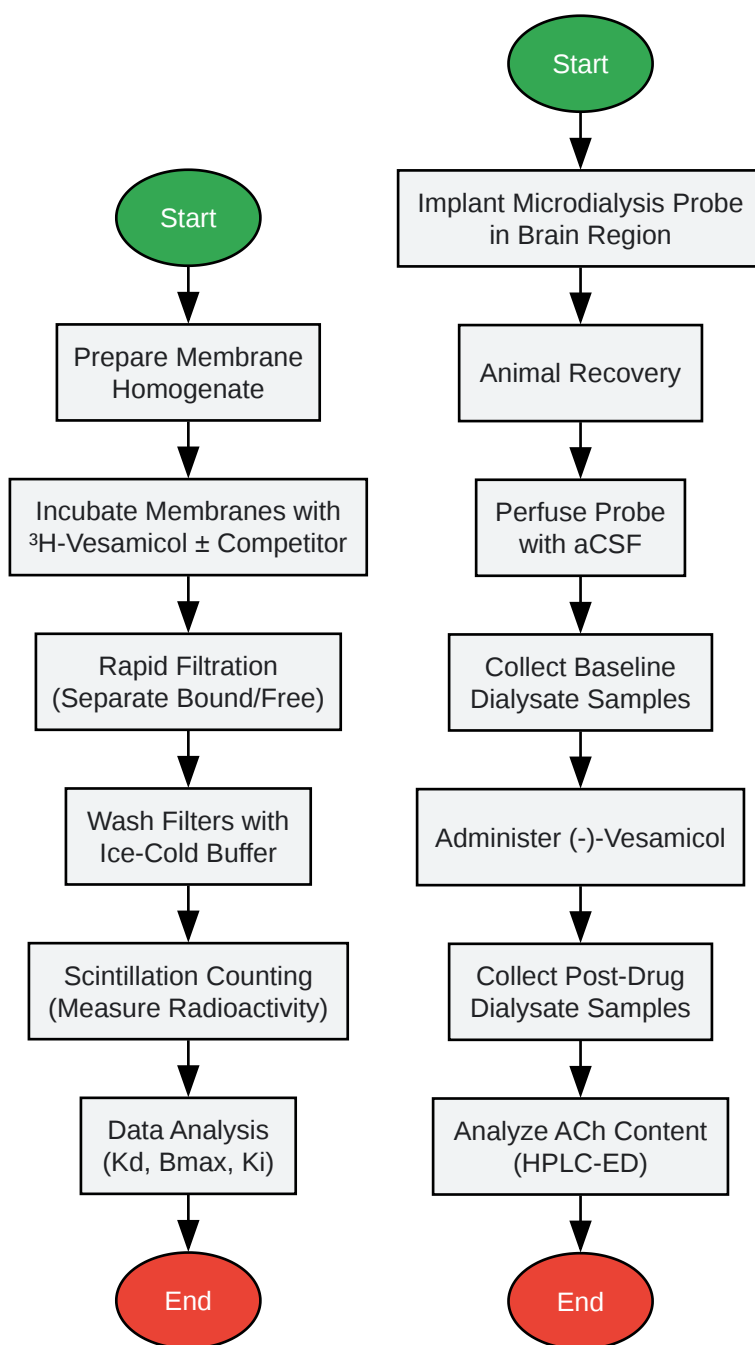 Start
Prepare Membrane
Homogenate
Incubate Membranes with
³H-Vesamicol ± Competitor
Rapid Filtration
(Separate Bound/Free)
Wash Filters with
Ice-Cold Buffer
Scintillation Counting
(Measure Radioactivity)
Data Analysis
(Kd, Bmax, Ki)
End
Start
Implant Microdialysis Probe
in Brain Region
Animal Recovery
Perfuse Probe
with aCSF
Collect Baseline
Dialysate Samples
Administer (-)-Vesamicol
Collect Post-Drug
Dialysate Samples
Analyze ACh Content
(HPLC-ED)
End